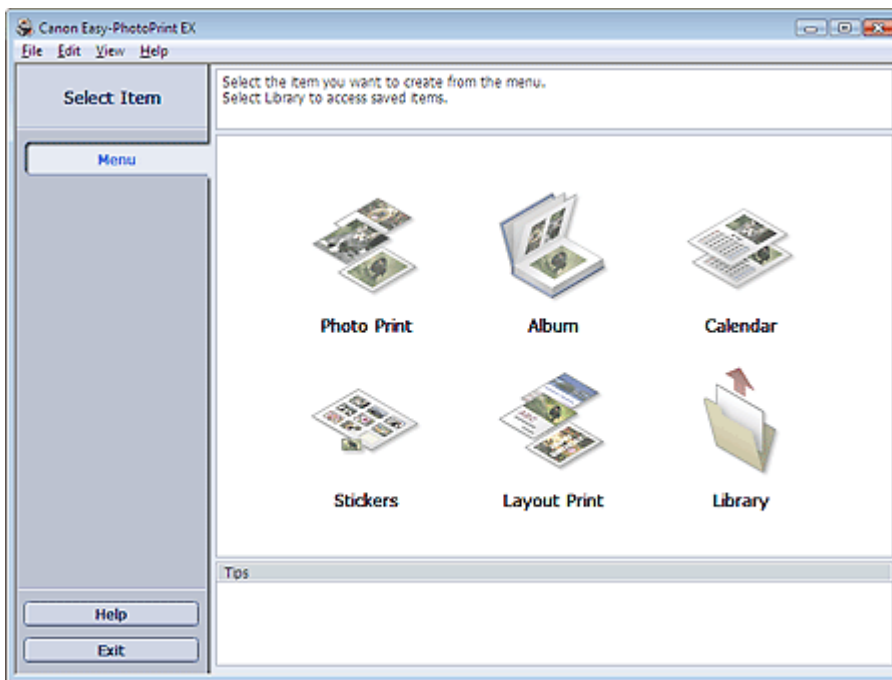 Canon Easy-PhotoPrint EX
File Edit View Help
Select Item
Select the item you want to create from the menu.
Select Library to access saved items.
Menu
Photo Print
Album
Calendar
Stickers
Layout Print
Library
Tips
Help
Exit